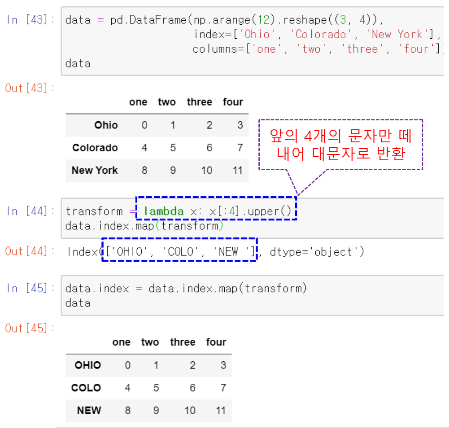 In [43]: data = pd.DataFrame(np.arange(12).reshape((3, 4)),
index=['Ohio', 'Colorado', 'New York'],
columns=['one', 'two', 'three', 'four'],
data
Out[43]:
one two three four
Ohio 0 1 2 3
Colorado 4 5 6 7
New York 8 9 10 11
앞의 4개의 문자만 떼
내어 대문자로 반환
In [44]: transform = lambda x: x[:4].upper()
data.index.map(transform)
Out[44]: Index(['OHIO', 'COLO', 'NEW '], dtype='object')
In [45]: data.index = data.index.map(transform)
data
Out[45]:
one two three four
OHIO 0 1 2 3
COLO 4 5 6 7
NEW 8 9 10 11